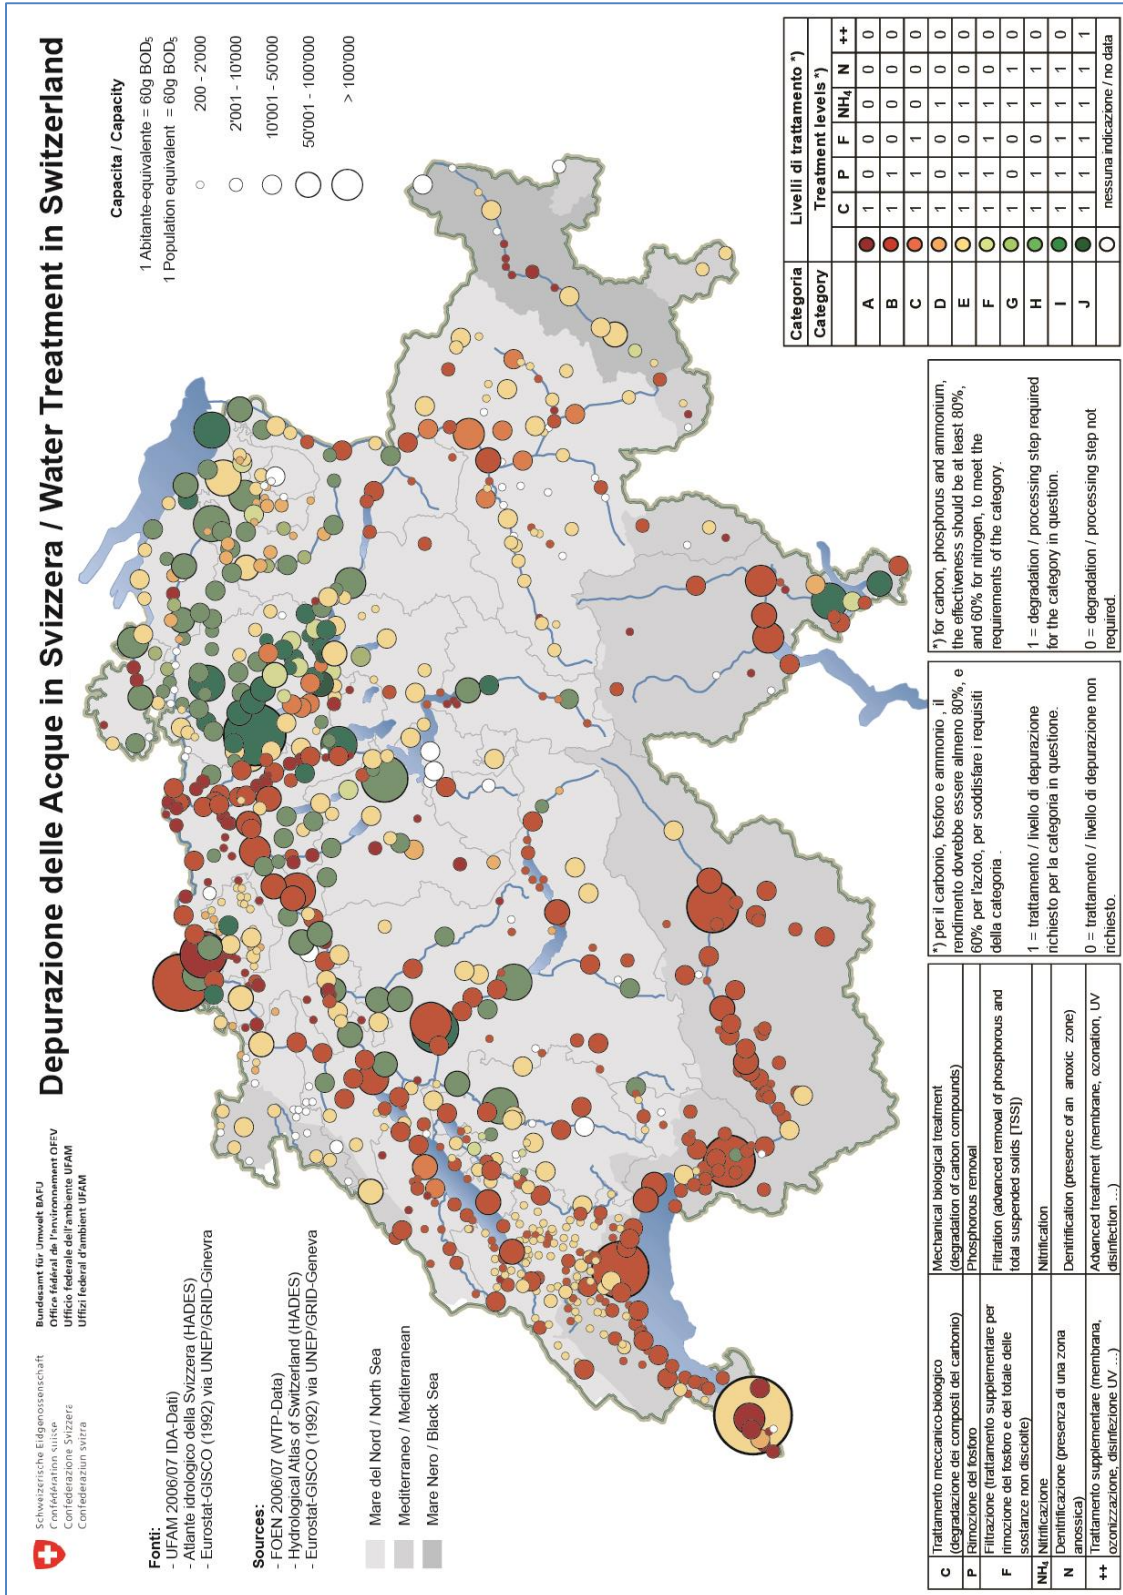 Schweizerische Eidgenossenschaft
Confédération suisse
Confederazione Svizzera
Confederaziun svizra
Bundesamt für Umwelt BAFU
Office fédéral de l'environnement OFEV
Ufficio federale dell'ambiente UFAM
Uffizi federal d'ambient UFAM
Depurazione delle Acque in Svizzera / Water Treatment in Switzerland
Fonti:
- UFAM 2006/07 IDA-Dati)
- Atlante idrologico della Svizzera (HADES)
- Eurostat-GISCO (1992) via UNEP/GRID-Ginevra
Sources:
- FOEN 2006/07 (WTP-Data)
- Hydrological Atlas of Switzerland (HADES)
- Eurostat-GISCO (1992) via UNEP/GRID-Geneva
Mare del Nord / North Sea
Mediterraneo / Mediterranean
Mare Nero / Black Sea
Capacita / Capacity
1 Abitante-equivalente = 60g BOD₅
1 Population equivalent = 60g BOD₅
200 - 2'000
2'001 - 10'000
10'001 - 50'000
50'001 - 100'000
> 100'000
C Trattamento meccanico-biologico (degradazione dei composti del carbonio) Mechanical biological treatment (degradation of carbon compounds)
P Rimozione del fosforo Phosphorous removal
F Filtrazione (trattamento supplementare per rimozione del fosforo e del totale delle sostanze non disciolte) Filtration (advanced removal of phosphorous and total suspended solids [TSS])
NH₄ Nitrificazione Nitrification
N Denitrificazione (presenza di una zona anossica) Denitrification (presence of an anoxic zone)
++ Trattamento supplementare (membrana, ozonizzazione, disinfezione UV ...) Advanced treatment (membrane, ozonation, UV disinfection ...)
*) per il carbonio, fosforo e ammonio , il
rendimento dovrebbe essere almeno 80%, e
60% per l'azoto, per soddisfare i requisiti
della categoria .
1 = trattamento / livello di depurazione
richiesto per la categoria in questione.
0 = trattamento / livello di depurazione non
richiesto.
*) for carbon, phosphorus and ammonium,
the effectiveness should be at least 80%,
and 60% for nitrogen, to meet the
requirements of the category.
1 = degradation / processing step required
for the category in question.
0 = degradation / processing step not
required.
Categoria Livelli di trattamento *)
Category Treatment levels *)
C P F NH₄ N ++
A 1 0 0 0 0 0
B 1 1 0 0 0 0
C 1 1 1 0 0 0
D 1 0 0 1 0 0
E 1 1 0 1 0 0
F 1 1 1 1 0 0
G 1 0 0 1 1 0
H 1 1 0 1 1 0
I 1 1 1 1 1 0
J 1 1 1 1 1 1
nessuna indicazione / no data